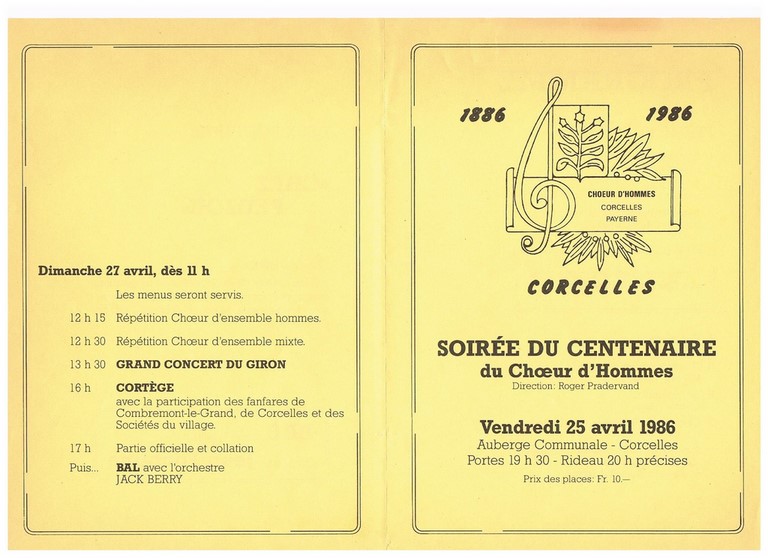 Dimanche 27 avril, dès 11 h
Les menus seront servis.
12 h 15 Répétition Chœur d'ensemble hommes.
12 h 30 Répétition Chœur d'ensemble mixte.
13 h 30 GRAND CONCERT DU GIRON
16 h CORTÈGE
avec la participation des fanfares de
Combremont-le-Grand, de Corcelles et des
Sociétés du village.
17 h Partie officielle et collation
Puis... BAL avec l'orchestre
JACK BERRY
1886 1986
CHOEUR D'HOMMES
CORCELLES
PAYERNE
CORCELLES
SOIRÉE DU CENTENAIRE
du Chœur d'Hommes
Direction: Roger Pradervand
Vendredi 25 avril 1986
Auberge Communale - Corcelles
Portes 19 h 30 - Rideau 20 h précises
Prix des places: Fr. 10.—